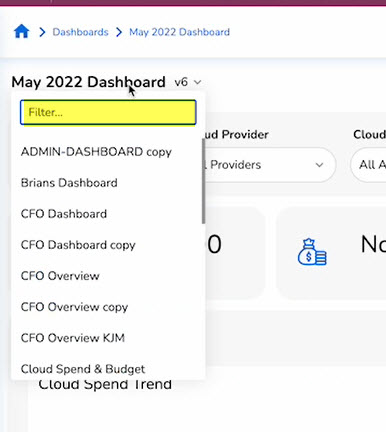 Dashboards > May 2022 Dashboard
May 2022 Dashboard v6
Filter...
ud Provider
Cloud
ADMIN-DASHBOARD copy
l Providers
All A
Brians Dashboard
CFO Dashboard
CFO Dashboard copy
0
No
CFO Overview
CFO Overview copy
CFO Overview KJM
Cloud Spend & Budget
Cloud Spend Trend